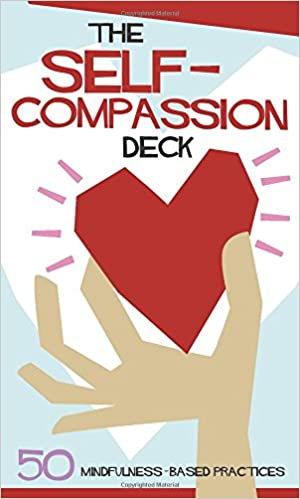 THE
SELF-
COMPASSION
DECK
50 MINDFULNESS-BASED PRACTICES